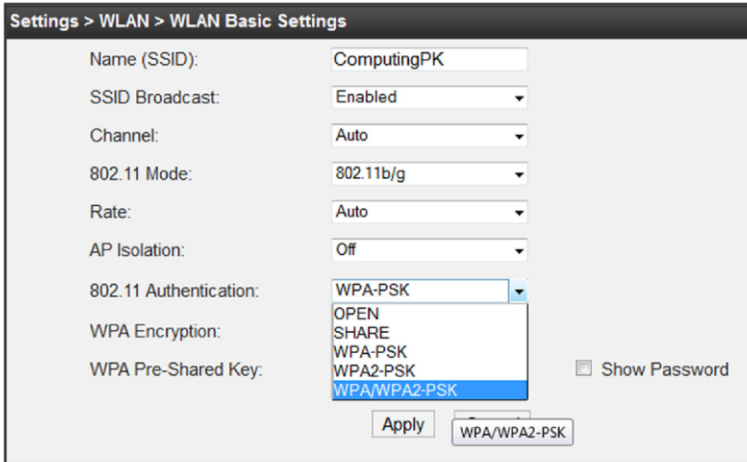 Settings > WLAN > WLAN Basic Settings
Name (SSID): ComputingPK
SSID Broadcast: Enabled
Channel: Auto
802.11 Mode: 802.11b/g
Rate: Auto
AP Isolation: Off
802.11 Authentication: WPA-PSK
OPEN
WPA Encryption: SHARE
WPA-PSK
WPA Pre-Shared Key: WPA2-PSK Show Password
WPA/WPA2-PSK
Apply
WPA/WPA2-PSK